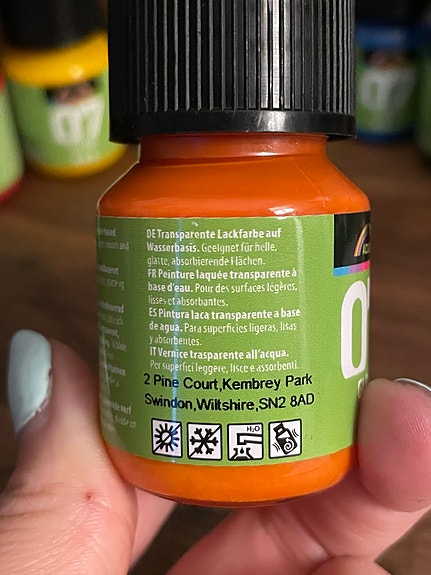 DE Transparente Lackfarbe auf
Wasserbasis. Geeignet für helle,
glatte, absorbierende Flächen.
FR Peinture laquée transparente à
base d'eau. Pour des surfaces légères,
lisses et absorbantes.
ES Pintura laca transparente a base
de agua. Para superficies ligeras, lisas
y absorbentes.
IT Vernice trasparente all'acqua.
Per superfici leggere, lisce e assorbenti.
2 Pine Court,Kembrey Park
Swindon,Wiltshire,SN2 8AD
H₂O
07